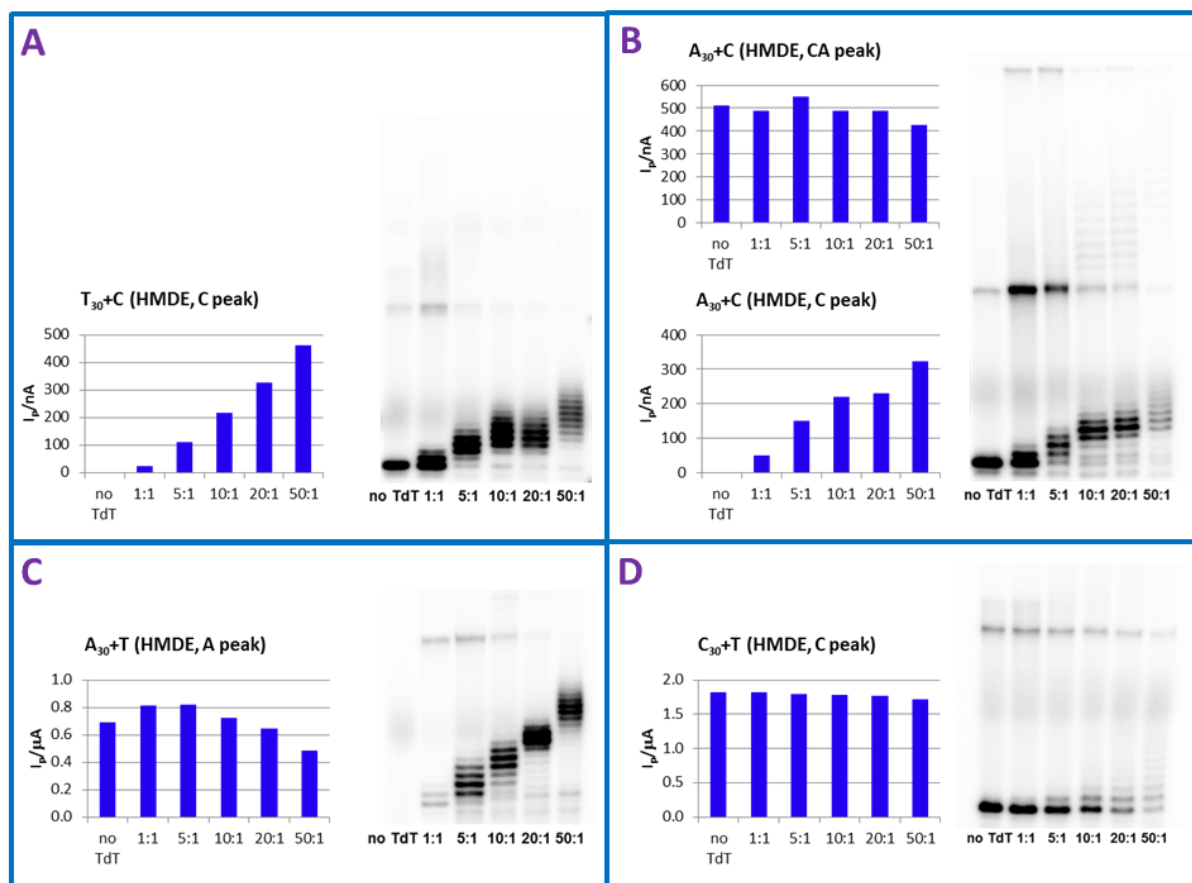 A
T₃₀+C (HMDE, C peak)
500
400
300
200
100
0
Iₚ/nA
no TdT 1:1 5:1 10:1 20:1 50:1
no TdT 1:1 5:1 10:1 20:1 50:1
B
A₃₀+C (HMDE, CA peak)
600
500
400
300
200
100
0
Iₚ/nA
no TdT 1:1 5:1 10:1 20:1 50:1
A₃₀+C (HMDE, C peak)
400
300
200
100
0
Iₚ/nA
no TdT 1:1 5:1 10:1 20:1 50:1
no TdT 1:1 5:1 10:1 20:1 50:1
C
A₃₀+T (HMDE, A peak)
1.0
0.8
0.6
0.4
0.2
0.0
Iₚ/µA
no TdT 1:1 5:1 10:1 20:1 50:1
no TdT 1:1 5:1 10:1 20:1 50:1
D
C₃₀+T (HMDE, C peak)
2.0
1.5
1.0
0.5
0.0
Iₚ/µA
no TdT 1:1 5:1 10:1 20:1 50:1
no TdT 1:1 5:1 10:1 20:1 50:1